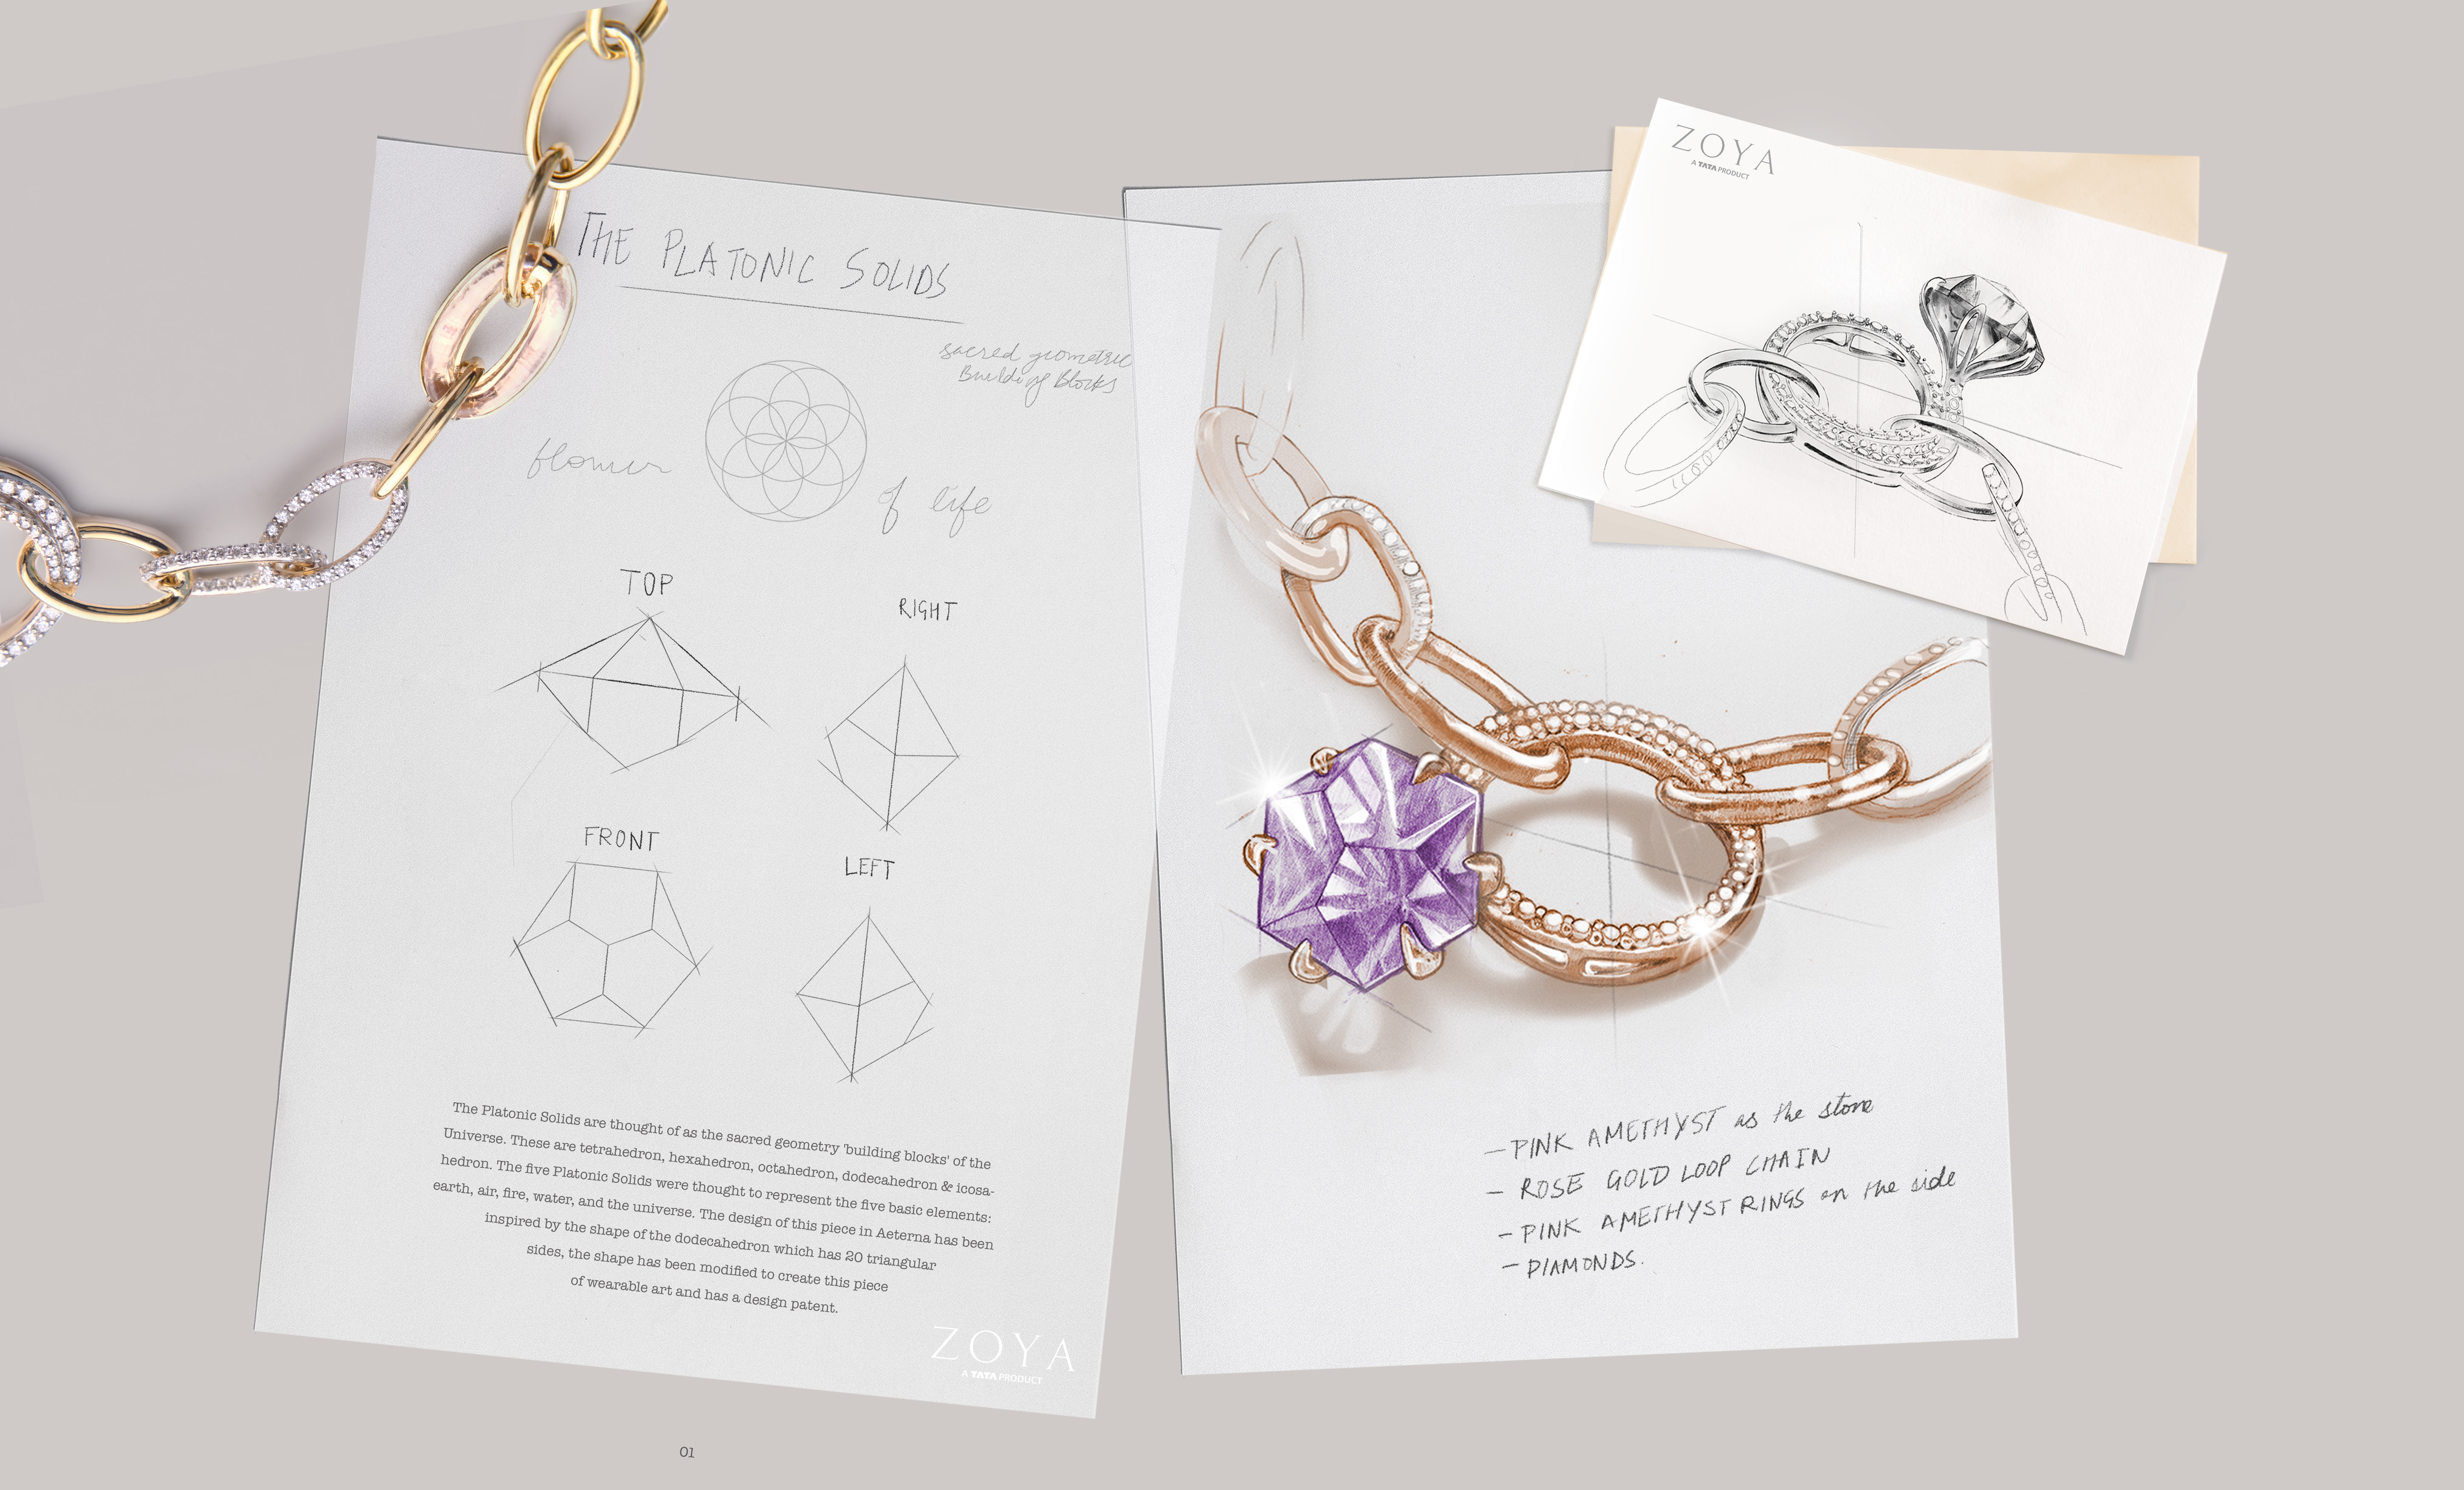 THE PLATONIC SOLIDS
sacred geometric
Building Blocks
flower
of life
TOP
RIGHT
FRONT
LEFT
The Platonic Solids are thought of as the sacred geometry 'building blocks' of the
Universe. These are tetrahedron, hexahedron, octahedron, dodecahedron & icosa-
hedron. The five Platonic Solids were thought to represent the five basic elements:
earth, air, fire, water, and the universe. The design of this piece in Aeterna has been
inspired by the shape of the dodecahedron which has 20 triangular
sides, the shape has been modified to create this piece
of wearable art and has a design patent.
ZOYA
A TATA PRODUCT
01
ZOYA
A TATA PRODUCT
- PINK AMETHYST as the stone
- ROSE GOLD LOOP CHAIN
- PINK AMETHYST RINGS on the side
- DIAMONDS.